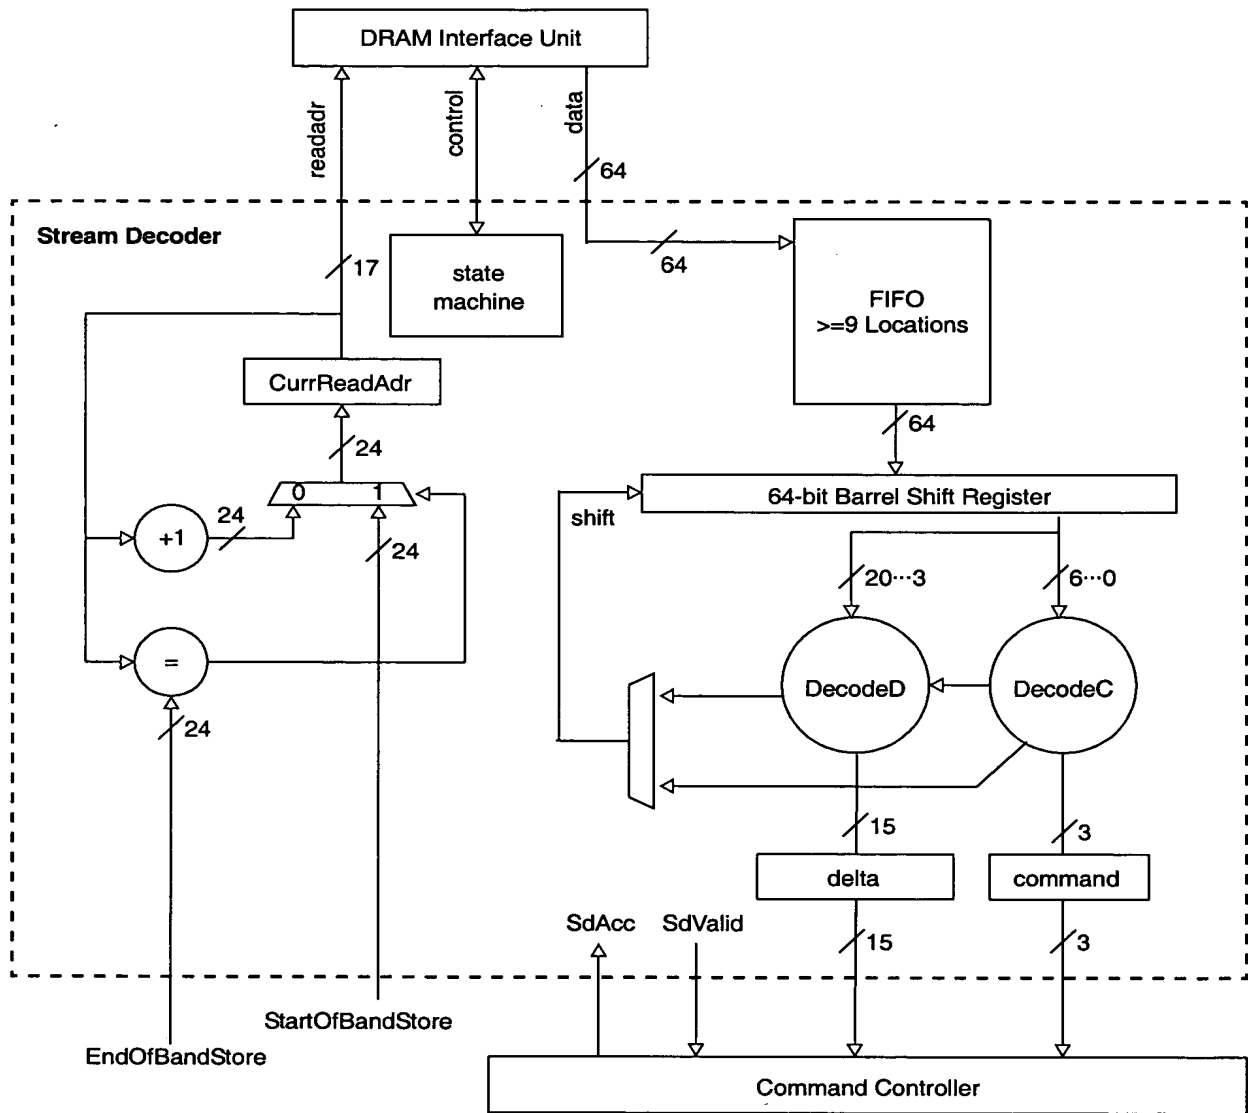 DRAM Interface Unit
readadr
control
data
64
Stream Decoder
17
state
machine
64
FIFO
>=9 Locations
CurrReadAdr
64
24
0 1
64-bit Barrel Shift Register
shift
+1
24
24
20...3
6...0
=
DecodeD
DecodeC
24
15
3
delta
command
SdAcc
SdValid
15
3
StartOfBandStore
EndOfBandStore
Command Controller